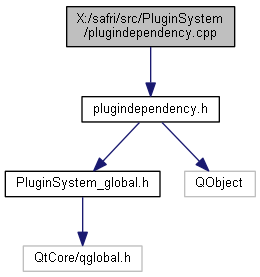 X:/safri/src/PluginSystem
/plugindependency.cpp
plugindependency.h
PluginSystem_global.h
QObject
QtCore/qglobal.h